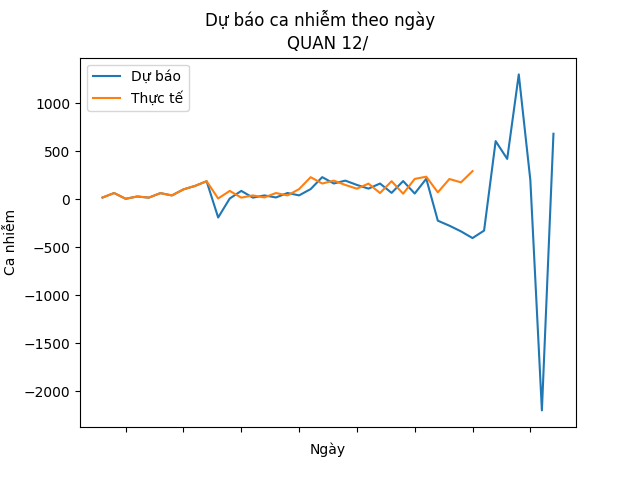 Dự báo ca nhiễm theo ngày
QUAN 12/
Dự báo
Thực tế
1000
500
0
−500
−1000
−1500
−2000
Ca nhiễm
Ngày